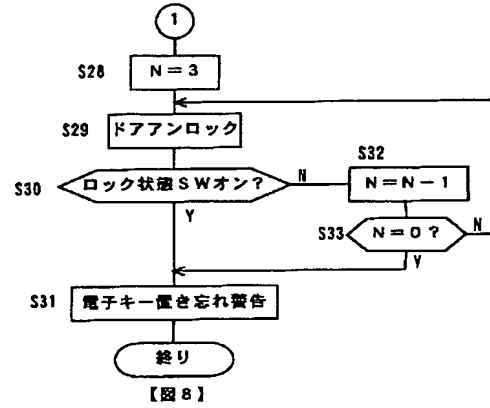 1
S28 N=3
S29 ドアアンロック
S30 ロック状態SWオン? N
Y
S32
N=N-1
S33 N=0? N
Y
S31 電子キー置き忘れ警告
終り
【図8】